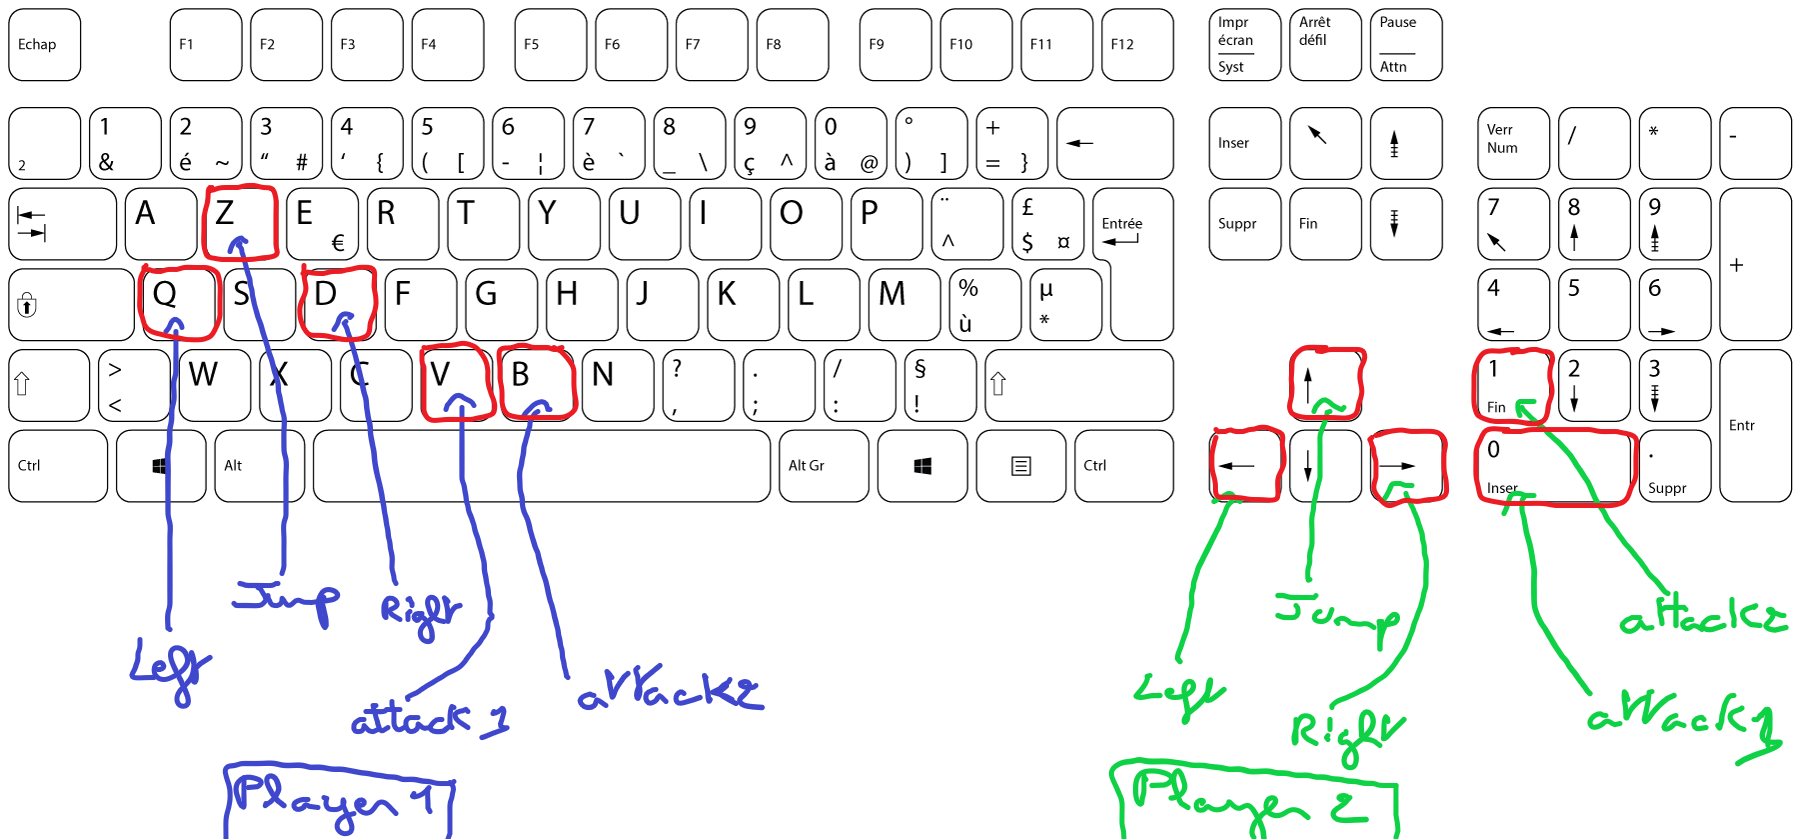 Echap F1 F2 F3 F4 F5 F6 F7 F8 F9 F10 F11 F12 Impr écran Syst Arrêt défil Pause Attn
2 1 & 2 é ~ 3 “ # 4 ‘ { 5 ( [ 6 - ¦ 7 è ` 8 _ \ 9 ç ^ 0 à @ ° ) ] + = } Inser Verr Num / * -
A Z E € R T Y U I O P ¨ ^ £ $ ¤ Entrée Suppr Fin 7 8 9 +
Q S D F G H J K L M % ù µ * 4 5 6
> < W X C V B N ? , . ; / : § ! 1 Fin 2 3 Entr
Ctrl Alt Alt Gr Ctrl 0 Inser . Suppr
Jump Right Jump attack2
Left attack1 attack2 Left Right attack1
Player 1 Player 2